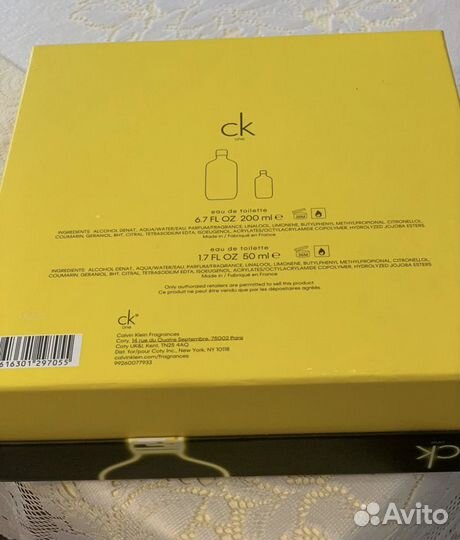 ck
one
eau de toilette
6.7 FL OZ 200 ml e
INGREDIENTS: ALCOHOL DENAT., AQUA/WATER/EAU, PARFUM/FRAGRANCE, LINALOOL, LIMONENE, BUTYLPHENYL METHYLPROPIONAL, CITRONELLOL,
COUMARIN, GERANIOL, BHT, CITRAL, TETRASODIUM EDTA, ISOEUGENOL, ACRYLATES/OCTYLACRYLAMIDE COPOLYMER, HYDROLYZED JOJOBA ESTERS.
Made in / Fabriqué en France
eau de toilette
1.7 FL OZ 50 ml e
INGREDIENTS: ALCOHOL DENAT., AQUA/WATER/EAU, PARFUM/FRAGRANCE, LINALOOL, LIMONENE, BUTYLPHENYL METHYLPROPIONAL, CITRONELLOL,
COUMARIN, GERANIOL, BHT, CITRAL, TETRASODIUM EDTA, ISOEUGENOL, ACRYLATES/OCTYLACRYLAMIDE COPOLYMER, HYDROLYZED JOJOBA ESTERS.
Made in / Fabriqué en France
Only authorized retailers are permitted to sell this product.
Ce produit ne peut être vendu que par les dépositaires agréés.
ck
one
Calvin Klein Fragrances
Coty, 14 rue du Quatre Septembre, 75002 Paris
Coty UK&I, Kent, TN25 4AQ
Dist. for/pour Coty Inc., New York, NY 10118
calvinklein.com/fragrances
99260077933
616301"297055
ck
one
Avito